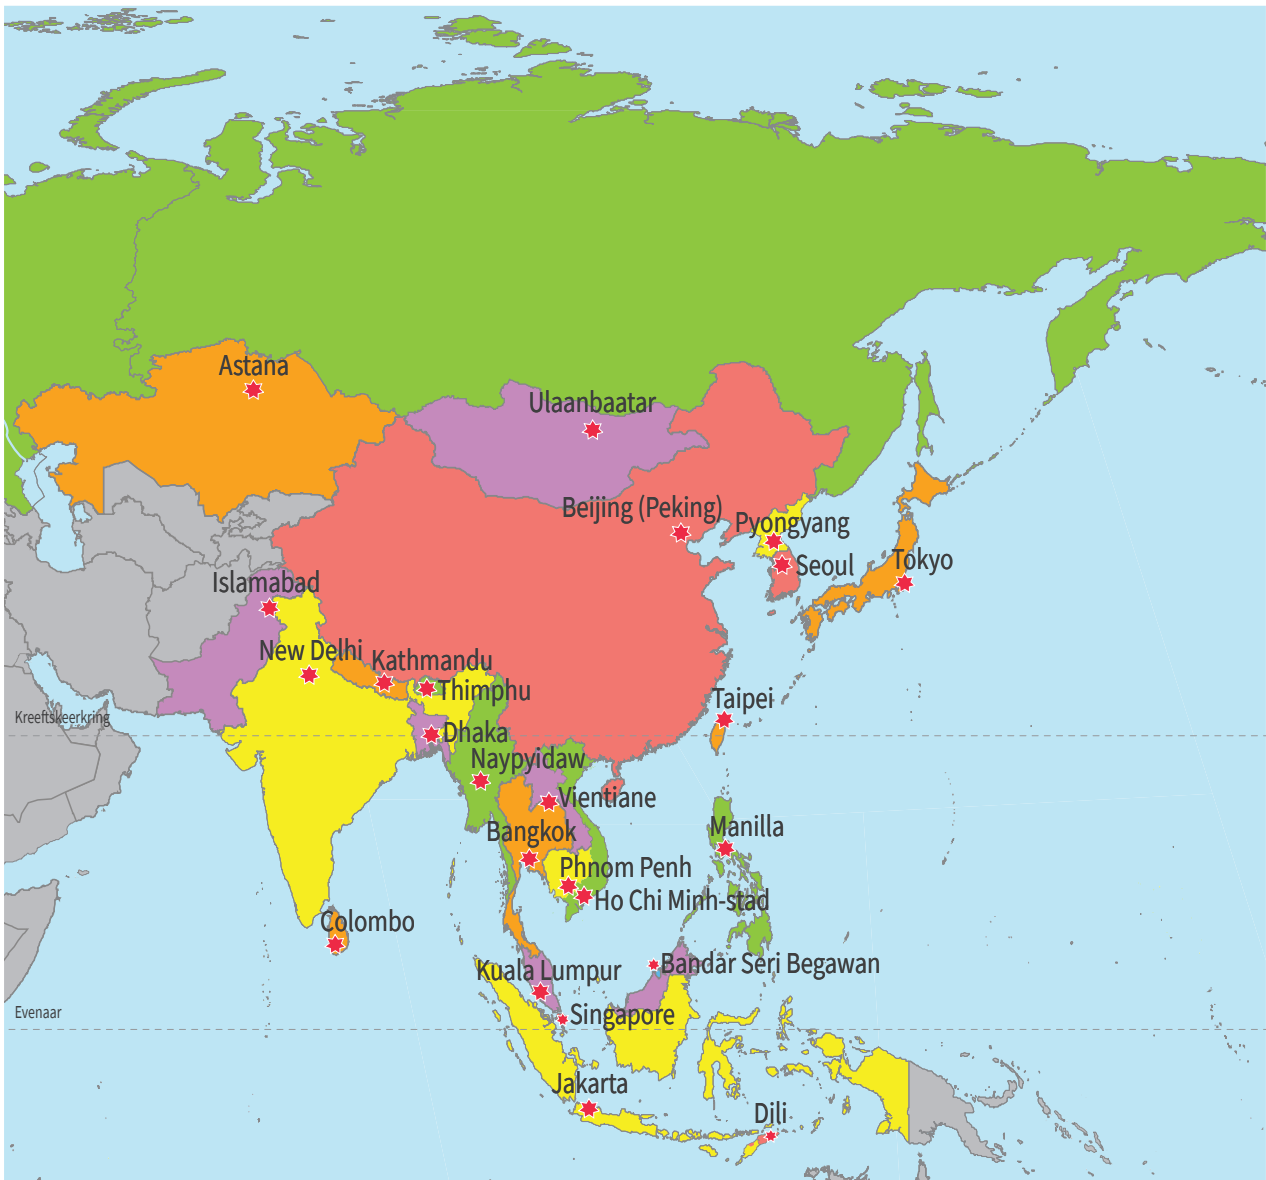 Astana
Ulaanbaatar
Beijing (Peking)
Pyongyang
Seoul
Tokyo
Islamabad
New Delhi
Kathmandu
Thimphu
Taipei
Kreeftskeerkring
Dhaka
Naypyidaw
Vientiane
Bangkok
Manilla
Phnom Penh
Ho Chi Minh-stad
Colombo
Kuala Lumpur
Bandar Seri Begawan
Evenaar
Singapore
Jakarta
Dili